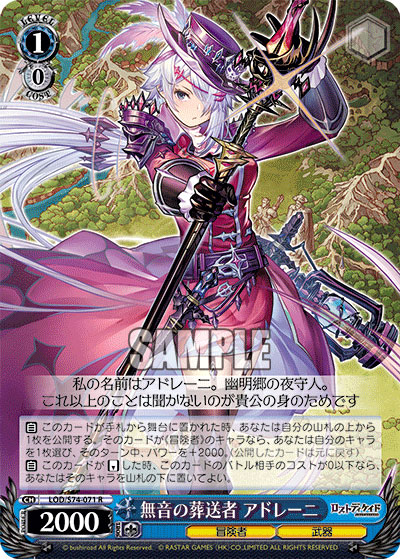 LEVEL
1
0
COST
SAMPLE
私の名前はアドレーニ。幽明郷の夜守人。
これ以上のことは聞かないのが貴公の身のためです
このカードが手札から舞台に置かれた時、あなたは自分の山札の上から
1枚を公開する。そのカードが《冒険者》のキャラなら、あなたは自分のキャラ
を1枚選び、そのターン中、パワーを+2000。(公開したカードは元に戻す)
このカードが【】した時、このカードのバトル相手のコストが0以下なら、
あなたはそのキャラを山札の下に置いてよい。
LOD/S74-071 R
2000
無音の葬送者 アドレーニ
ロストディケイド
冒険者
武器
© bushiroad All Rights Reserved. © RASTAR GAMES (HK) CO.,LIMITED ALL RIGHTS RESERVED.